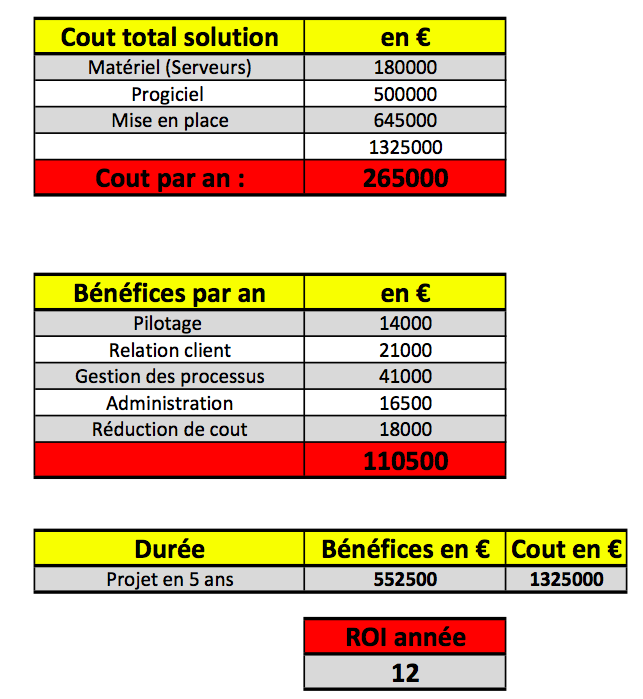 Cout total solution en €
Matériel (Serveurs) 180000
Progiciel 500000
Mise en place 645000
1325000
Cout par an : 265000
Bénéfices par an en €
Pilotage 14000
Relation client 21000
Gestion des processus 41000
Administration 16500
Réduction de cout 18000
110500
Durée Bénéfices en € Cout en €
Projet en 5 ans 552500 1325000
ROI année
12